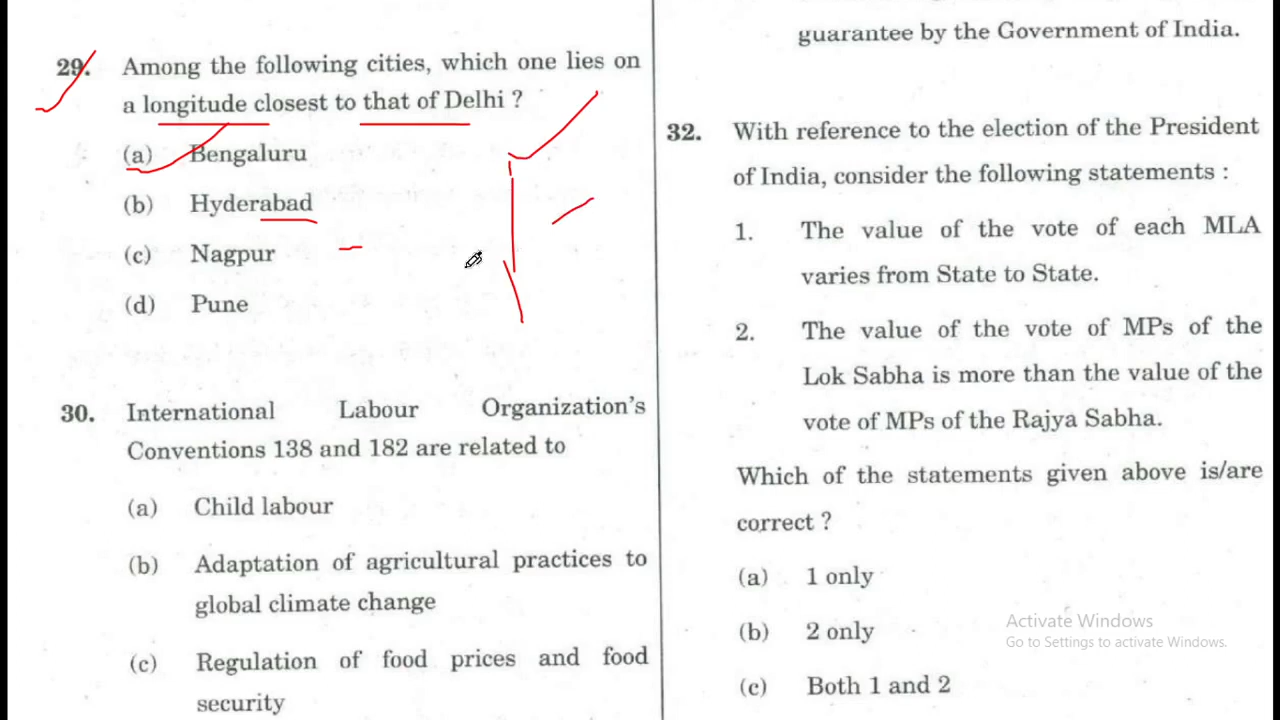 29. Among the following cities, which one lies on
a longitude closest to that of Delhi ?
(a) Bengaluru
(b) Hyderabad
(c) Nagpur
(d) Pune
30. International Labour Organization's
Conventions 138 and 182 are related to
(a) Child labour
(b) Adaptation of agricultural practices to
global climate change
(c) Regulation of food prices and food
security
guarantee by the Government of India.
32. With reference to the election of the President
of India, consider the following statements :
1. The value of the vote of each MLA
varies from State to State.
2. The value of the vote of MPs of the
Lok Sabha is more than the value of the
vote of MPs of the Rajya Sabha.
Which of the statements given above is/are
correct ?
(a) 1 only
(b) 2 only
(c) Both 1 and 2
Activate Windows
Go to Settings to activate Windows.